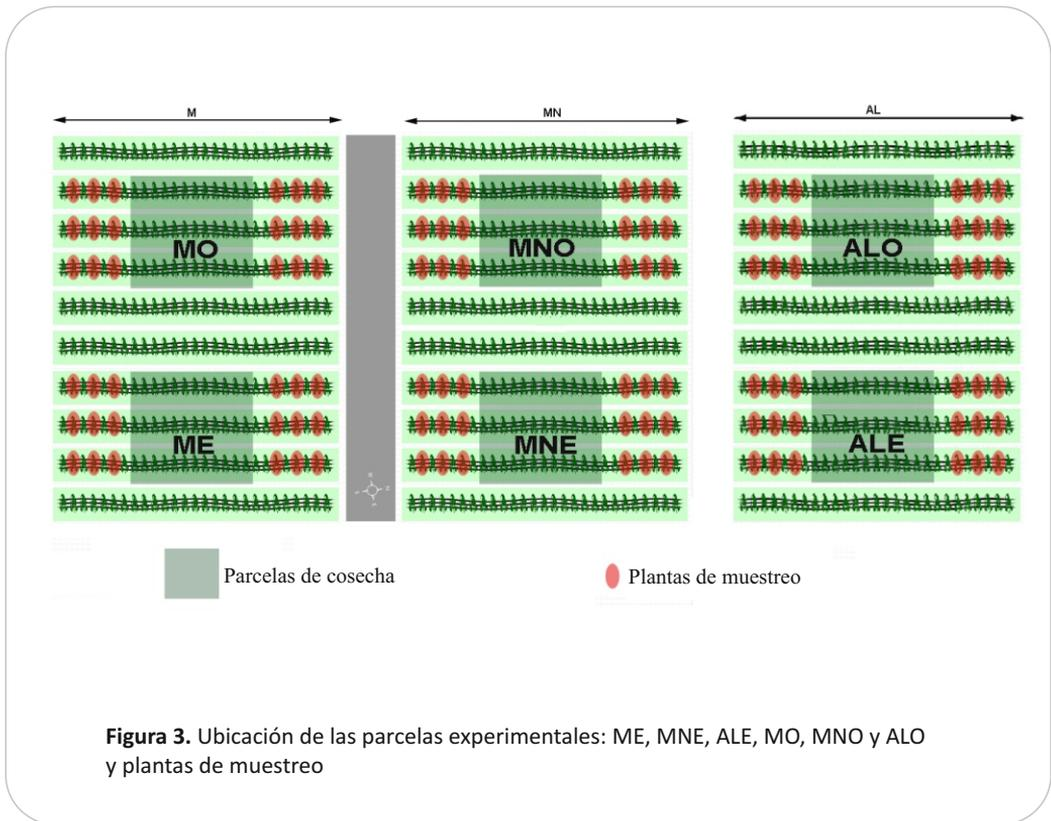 M
MN
AL
MO
MNO
ALO
ME
MNE
ALE
Parcelas de cosecha
Plantas de muestreo
Figura 3. Ubicación de las parcelas experimentales: ME, MNE, ALE, MO, MNO y ALO
y plantas de muestreo